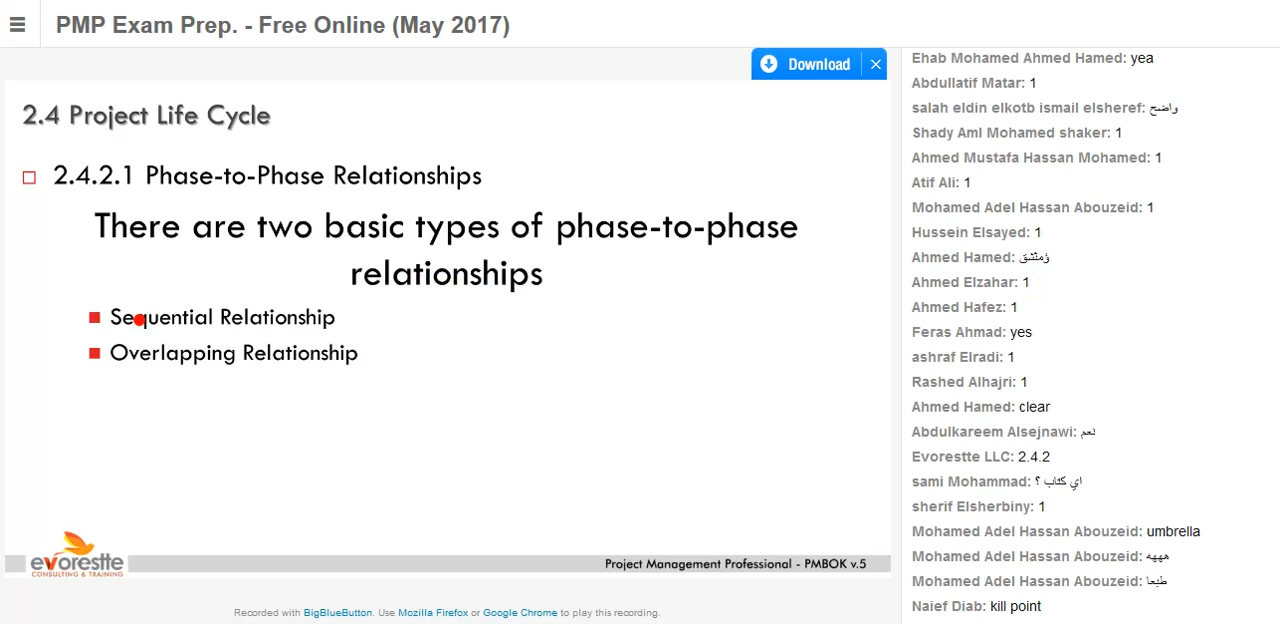 PMP Exam Prep. - Free Online (May 2017)
Download
2.4 Project Life Cycle
2.4.2.1 Phase-to-Phase Relationships
There are two basic types of phase-to-phase
relationships
Sequential Relationship
Overlapping Relationship
evorestte
CONSULTING & TRAINING
Project Management Professional - PMBOK v.5
Recorded with BigBlueButton. Use Mozilla Firefox or Google Chrome to play this recording.
Ehab Mohamed Ahmed Hamed: yea
Abdullatif Matar: 1
salah eldin elkotb ismail elsheref: واضح
Shady Aml Mohamed shaker: 1
Ahmed Mustafa Hassan Mohamed: 1
Atif Ali: 1
Mohamed Adel Hassan Abouzeid: 1
Hussein Elsayed: 1
Ahmed Hamed: ؤمثشق
Ahmed Elzahar: 1
Ahmed Hafez: 1
Feras Ahmad: yes
ashraf Elradi: 1
Rashed Alhajri: 1
Ahmed Hamed: clear
Abdulkareem Alsejnawi: نعم
Evorestte LLC: 2.4.2
sami Mohammad: اي كتاب ؟
sherif Elsherbiny: 1
Mohamed Adel Hassan Abouzeid: umbrella
Mohamed Adel Hassan Abouzeid: هههه
Mohamed Adel Hassan Abouzeid: طبعا
Naief Diab: kill point